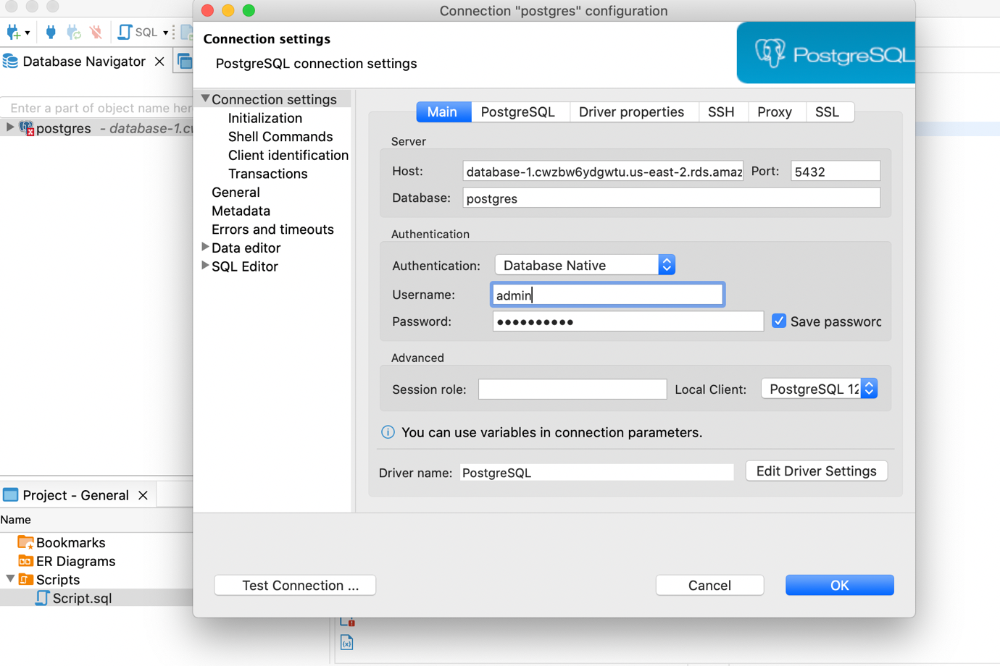 Connection "postgres" configuration
SQL
Connection settings
PostgreSQL connection settings
PostgreSQL
Database Navigator
Enter a part of object name her
postgres - database-1.cw
Connection settings
Initialization
Shell Commands
Client identification
Transactions
General
Metadata
Errors and timeouts
Data editor
SQL Editor
Main PostgreSQL Driver properties SSH Proxy SSL
Server
Host: database-1.cwzbw6ydgwtu.us-east-2.rds.amaz Port: 5432
Database: postgres
Authentication
Authentication: Database Native
Username: admin
Password: ●●●●●●●●●● Save password
Advanced
Session role: Local Client: PostgreSQL 12
You can use variables in connection parameters.
Driver name: PostgreSQL Edit Driver Settings
Project - General
Name
Bookmarks
ER Diagrams
Scripts
Script.sql
Test Connection ... Cancel OK
(x)